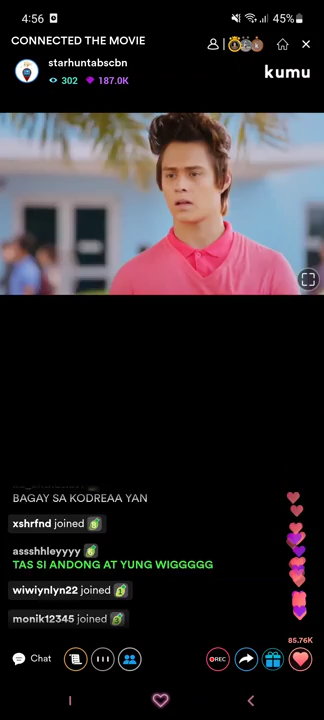 4:56
45%
CONNECTED THE MOVIE
starhuntabscbn
302
187.0K
kumu
BAGAY SA KODREAA YAN
xshrfnd joined
assshhleyyyy
TAS SI ANDONG AT YUNG WIGGGGG
wiwiynlyn22 joined
monik12345 joined
85.76K
Chat
REC